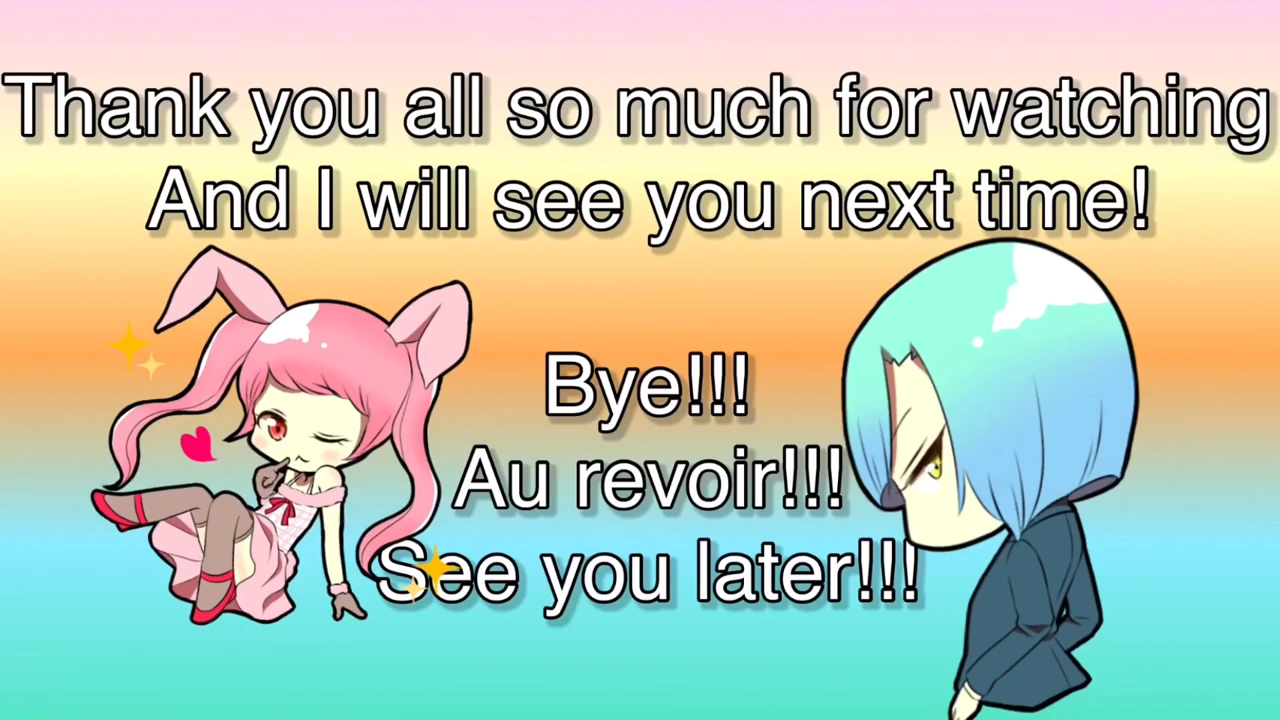 Thank you all so much for watching
And I will see you next time!
Bye!!!
Au revoir!!!
See you later!!!